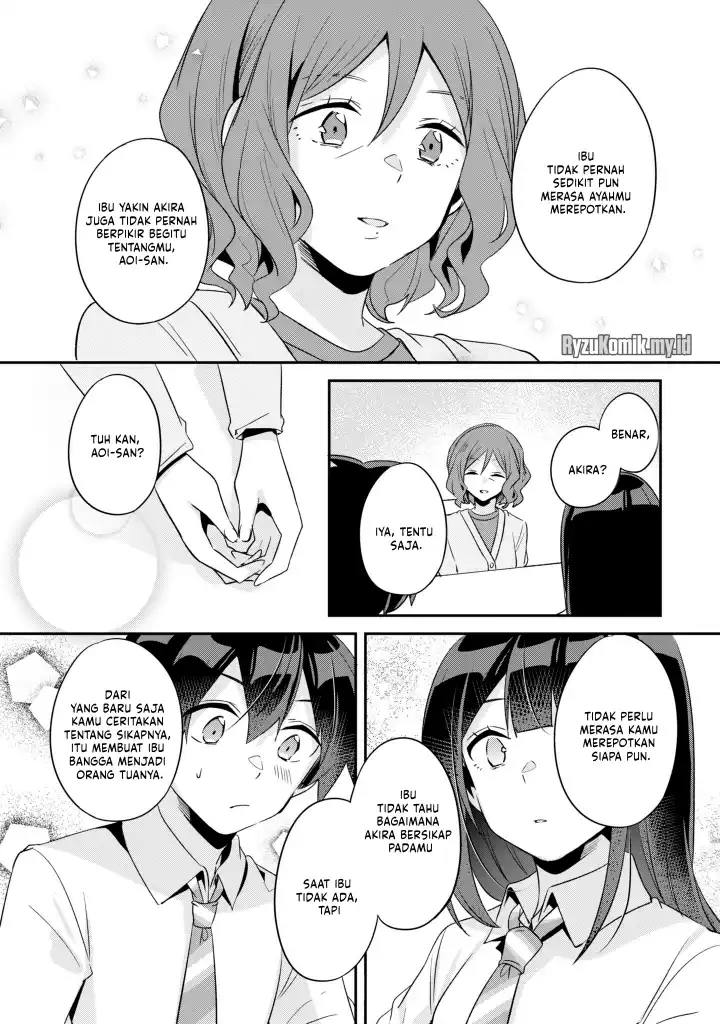 IBU
TIDAK PERNAH
SEDIKIT PUN
MERASA AYAHMU
MEREPOTKAN.
IBU YAKIN AKIRA
JUGA TIDAK PERNAH
BERPIKIR BEGITU
TENTANGMU,
AOI-SAN.
RyzuKomik.my.id
BENAR,
AKIRA?
IYA, TENTU
SAJA.
TUH KAN,
AOI-SAN?
TIDAK PERLU
MERASA KAMU
MEREPOTKAN
SIAPA PUN.
IBU
TIDAK TAHU
BAGAIMANA
AKIRA BERSIKAP
PADAMU
SAAT IBU
TIDAK ADA,
TAPI
DARI
YANG BARU SAJA
KAMU CERITAKAN
TENTANG SIKAPNYA,
ITU MEMBUAT IBU
BANGGA MENJADI
ORANG TUANYA.